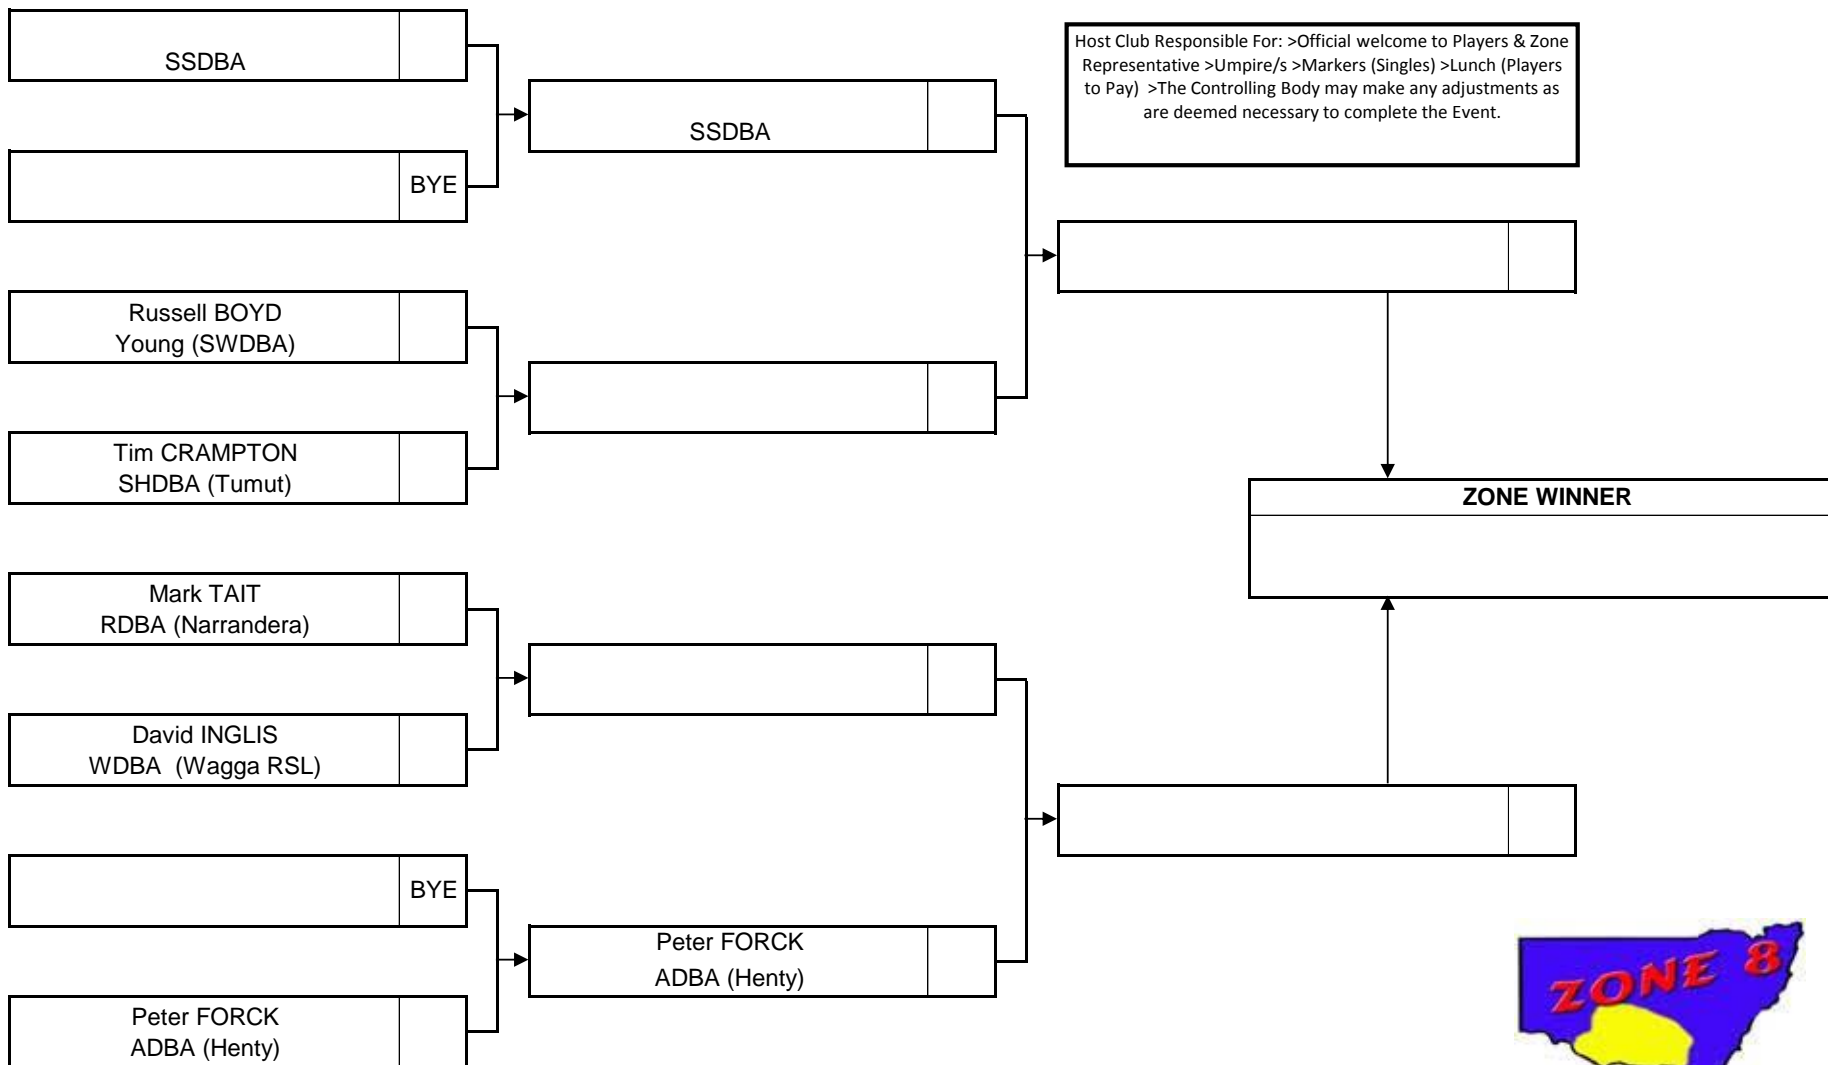 SSDBA
BYE
Russell BOYD
Young (SWDBA)
Tim CRAMPTON
SHDBA (Tumut)
Mark TAIT
RDBA (Narrandera)
David INGLIS
WDBA (Wagga RSL)
BYE
Peter FORCK
ADBA (Henty)
SSDBA
Peter FORCK
ADBA (Henty)
Host Club Responsible For: >Official welcome to Players & Zone
Representative >Umpire/s >Markers (Singles) >Lunch (Players
to Pay) >The Controlling Body may make any adjustments as
are deemed necessary to complete the Event.
ZONE WINNER
ZONE 8